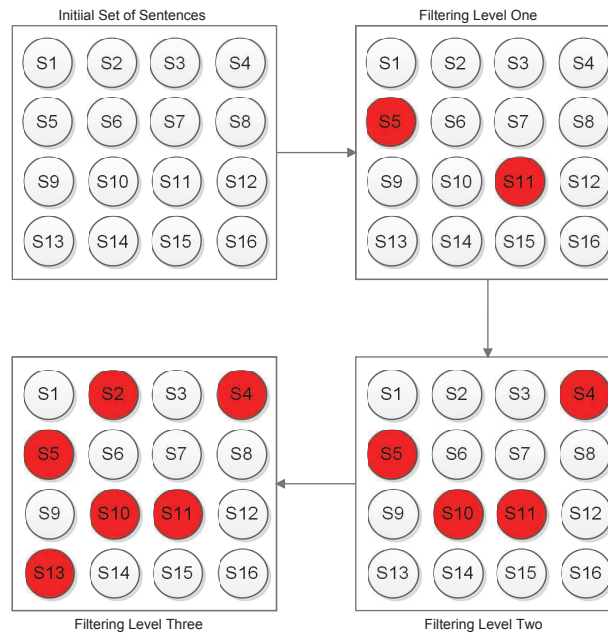 Initiial Set of Sentences
S1 S2 S3 S4
S5 S6 S7 S8
S9 S10 S11 S12
S13 S14 S15 S16
Filtering Level One
S1 S2 S3 S4
S5 S6 S7 S8
S9 S10 S11 S12
S13 S14 S15 S16
S1 S2 S3 S4
S5 S6 S7 S8
S9 S10 S11 S12
S13 S14 S15 S16
Filtering Level Three
S1 S2 S3 S4
S5 S6 S7 S8
S9 S10 S11 S12
S13 S14 S15 S16
Filtering Level Two